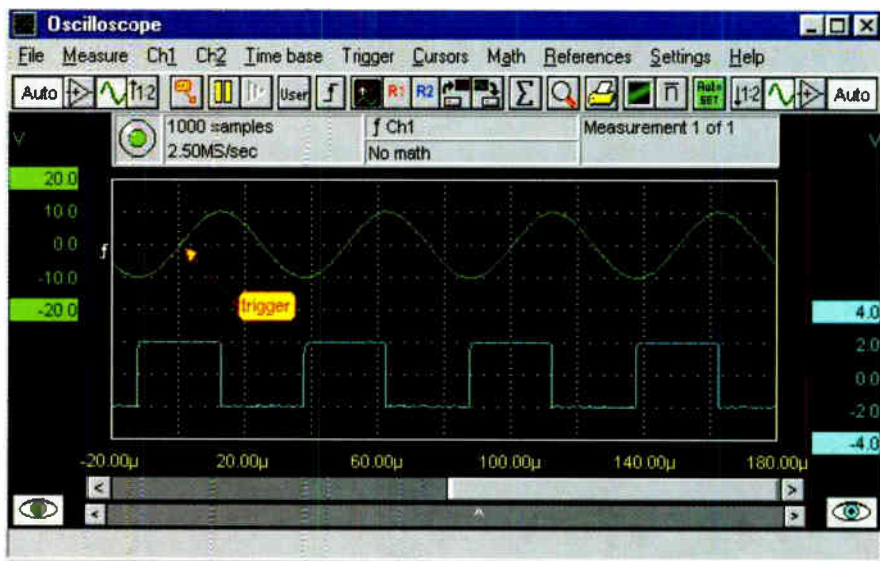 Oscilloscope
File Measure Ch1 Ch2 Time base Trigger Cursors Math References Settings Help
Auto 1:2 User R1 R2 Σ n Auto SET 1:2 Auto
1000 samples ƒ Ch1 Measurement 1 of 1
2.50MS/sec No math
V V
20.0
10.0
0.0 ƒ
-10.0
-20.0
trigger
4.0
2.0
0.0
-2.0
-4.0
-20.00µ 20.00µ 60.00µ 100.00µ 140.00µ 180.00µ